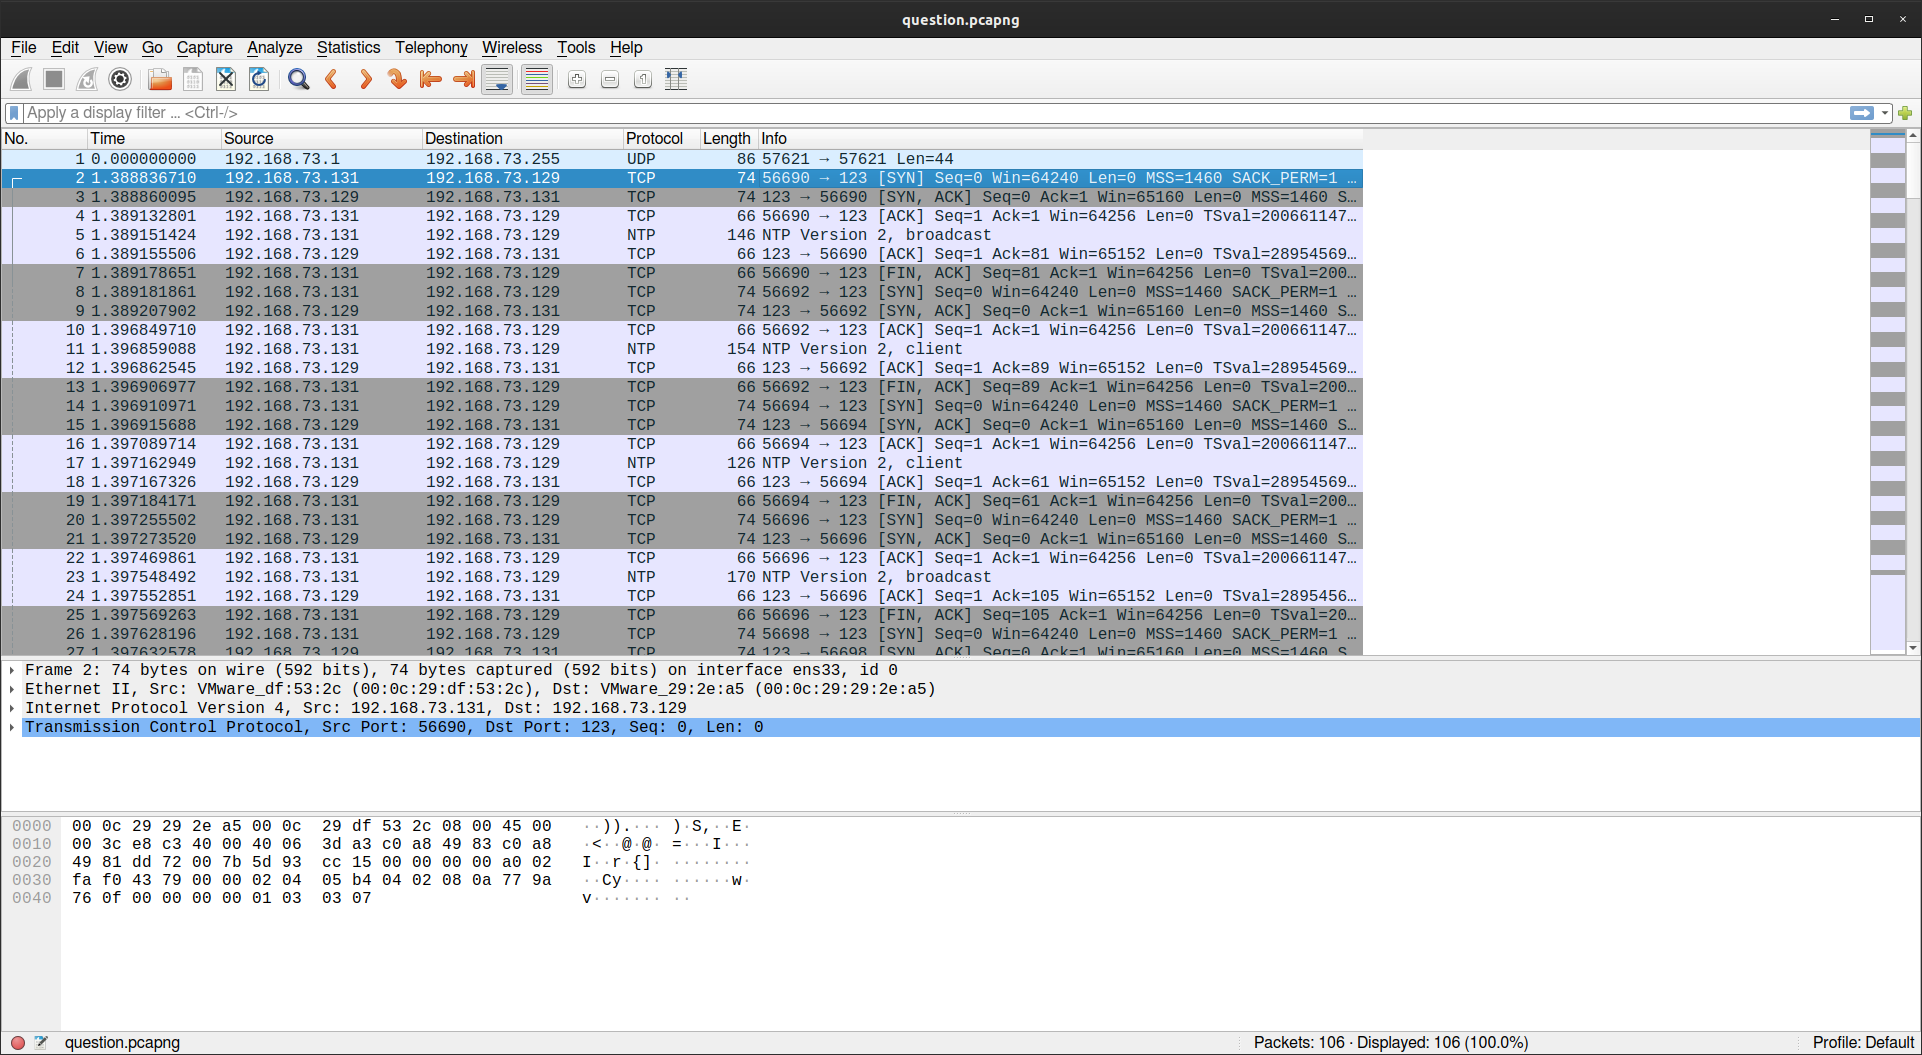 question.pcapng
File Edit View Go Capture Analyze Statistics Telephony Wireless Tools Help
Apply a display filter … <Ctrl-/>
No. Time Source Destination Protocol Length Info
1 0.000000000 192.168.73.1 192.168.73.255 UDP 86 57621 → 57621 Len=44
2 1.388836710 192.168.73.131 192.168.73.129 TCP 74 56690 → 123 [SYN] Seq=0 Win=64240 Len=0 MSS=1460 SACK_PERM=1 …
3 1.388860095 192.168.73.129 192.168.73.131 TCP 74 123 → 56690 [SYN, ACK] Seq=0 Ack=1 Win=65160 Len=0 MSS=1460 S…
4 1.389132801 192.168.73.131 192.168.73.129 TCP 66 56690 → 123 [ACK] Seq=1 Ack=1 Win=64256 Len=0 TSval=200661147…
5 1.389151424 192.168.73.131 192.168.73.129 NTP 146 NTP Version 2, broadcast
6 1.389155506 192.168.73.129 192.168.73.131 TCP 66 123 → 56690 [ACK] Seq=1 Ack=81 Win=65152 Len=0 TSval=28954569…
7 1.389178651 192.168.73.131 192.168.73.129 TCP 66 56690 → 123 [FIN, ACK] Seq=81 Ack=1 Win=64256 Len=0 TSval=200…
8 1.389181861 192.168.73.131 192.168.73.129 TCP 74 56692 → 123 [SYN] Seq=0 Win=64240 Len=0 MSS=1460 SACK_PERM=1 …
9 1.389207902 192.168.73.129 192.168.73.131 TCP 74 123 → 56692 [SYN, ACK] Seq=0 Ack=1 Win=65160 Len=0 MSS=1460 S…
10 1.396849710 192.168.73.131 192.168.73.129 TCP 66 56692 → 123 [ACK] Seq=1 Ack=1 Win=64256 Len=0 TSval=200661147…
11 1.396859088 192.168.73.131 192.168.73.129 NTP 154 NTP Version 2, client
12 1.396862545 192.168.73.129 192.168.73.131 TCP 66 123 → 56692 [ACK] Seq=1 Ack=89 Win=65152 Len=0 TSval=28954569…
13 1.396906977 192.168.73.131 192.168.73.129 TCP 66 56692 → 123 [FIN, ACK] Seq=89 Ack=1 Win=64256 Len=0 TSval=200…
14 1.396910971 192.168.73.131 192.168.73.129 TCP 74 56694 → 123 [SYN] Seq=0 Win=64240 Len=0 MSS=1460 SACK_PERM=1 …
15 1.396915688 192.168.73.129 192.168.73.131 TCP 74 123 → 56694 [SYN, ACK] Seq=0 Ack=1 Win=65160 Len=0 MSS=1460 S…
16 1.397089714 192.168.73.131 192.168.73.129 TCP 66 56694 → 123 [ACK] Seq=1 Ack=1 Win=64256 Len=0 TSval=200661147…
17 1.397162949 192.168.73.131 192.168.73.129 NTP 126 NTP Version 2, client
18 1.397167326 192.168.73.129 192.168.73.131 TCP 66 123 → 56694 [ACK] Seq=1 Ack=61 Win=65152 Len=0 TSval=28954569…
19 1.397184171 192.168.73.131 192.168.73.129 TCP 66 56694 → 123 [FIN, ACK] Seq=61 Ack=1 Win=64256 Len=0 TSval=200…
20 1.397255502 192.168.73.131 192.168.73.129 TCP 74 56696 → 123 [SYN] Seq=0 Win=64240 Len=0 MSS=1460 SACK_PERM=1 …
21 1.397273520 192.168.73.129 192.168.73.131 TCP 74 123 → 56696 [SYN, ACK] Seq=0 Ack=1 Win=65160 Len=0 MSS=1460 S…
22 1.397469861 192.168.73.131 192.168.73.129 TCP 66 56696 → 123 [ACK] Seq=1 Ack=1 Win=64256 Len=0 TSval=200661147…
23 1.397548492 192.168.73.131 192.168.73.129 NTP 170 NTP Version 2, broadcast
24 1.397552851 192.168.73.129 192.168.73.131 TCP 66 123 → 56696 [ACK] Seq=1 Ack=105 Win=65152 Len=0 TSval=2895456…
25 1.397569263 192.168.73.131 192.168.73.129 TCP 66 56696 → 123 [FIN, ACK] Seq=105 Ack=1 Win=64256 Len=0 TSval=20…
26 1.397628196 192.168.73.131 192.168.73.129 TCP 74 56698 → 123 [SYN] Seq=0 Win=64240 Len=0 MSS=1460 SACK_PERM=1 …
27 1.397632578 192.168.73.129 192.168.73.131 TCP 74 123 → 56698 [SYN, ACK] Seq=0 Ack=1 Win=65160 Len=0 MSS=1460 S…
Frame 2: 74 bytes on wire (592 bits), 74 bytes captured (592 bits) on interface ens33, id 0
Ethernet II, Src: VMware_df:53:2c (00:0c:29:df:53:2c), Dst: VMware_29:2e:a5 (00:0c:29:29:2e:a5)
Internet Protocol Version 4, Src: 192.168.73.131, Dst: 192.168.73.129
Transmission Control Protocol, Src Port: 56690, Dst Port: 123, Seq: 0, Len: 0
0000 00 0c 29 29 2e a5 00 0c 29 df 53 2c 08 00 45 00 ··)).··· )·S,··E·
0010 00 3c e8 c3 40 00 40 06 3d a3 c0 a8 49 83 c0 a8 ·<··@·@· =···I···
0020 49 81 dd 72 00 7b 5d 93 cc 15 00 00 00 00 a0 02 I··r·{]· ········
0030 fa f0 43 79 00 00 02 04 05 b4 04 02 08 0a 77 9a ··Cy···· ······w·
0040 76 0f 00 00 00 00 01 03 03 07 v······· ··
question.pcapng Packets: 106 · Displayed: 106 (100.0%) Profile: Default